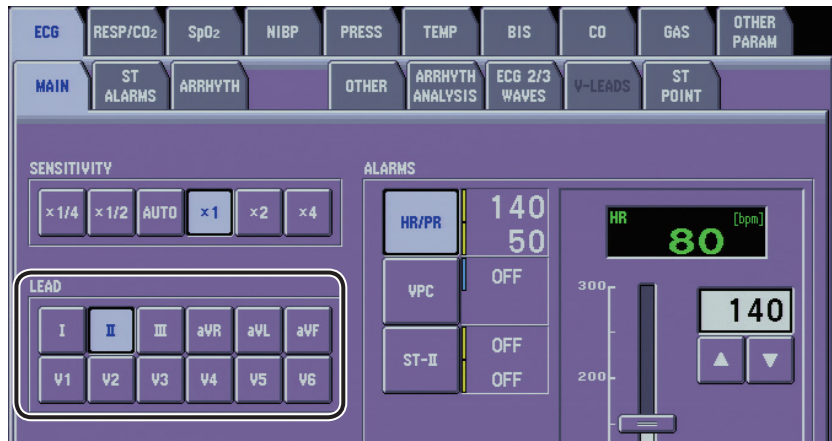 ECG RESP/CO2 SpO2 NIBP PRESS TEMP BIS CO GAS OTHER PARAM
MAIN ST ALARMS ARRHYTH OTHER ARRHYTH ANALYSIS ECG 2/3 WAVES V-LEADS ST POINT
SENSITIVITY
×1/4 ×1/2 AUTO ×1 ×2 ×4
LEAD
I II III aVR aVL aVF
V1 V2 V3 V4 V5 V6
ALARMS
HR/PR 140
50
VPC OFF
ST-II OFF
OFF
HR [bpm]
80
300
140
▲ ▼
200